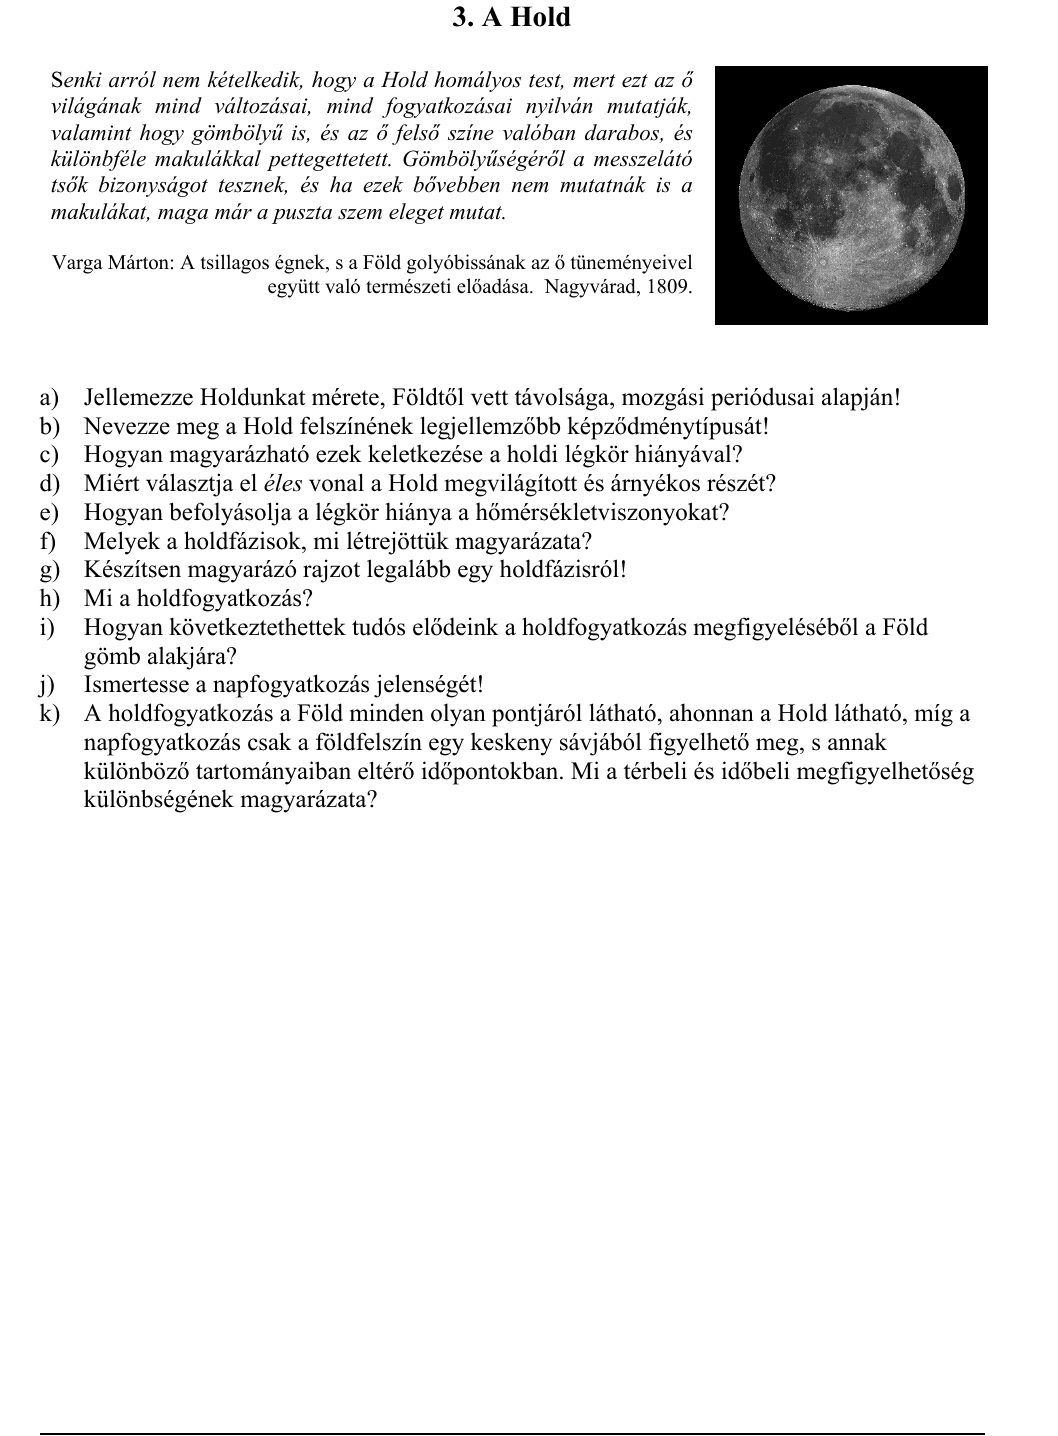 3. A Hold
Senki arról nem kételkedik, hogy a Hold homályos test, mert ezt az ő
világának mind változásai, mind fogyatkozásai nyilván mutatják,
valamint hogy gömbölyű is, és az ő felső színe valóban darabos, és
különbféle makulákkal pettegettetett. Gömbölyűségéről a messzelátó
tsők bizonyságot tesznek, és ha ezek bővebben nem mutatnák is a
makulákat, maga már a puszta szem eleget mutat.
Varga Márton: A tsillagos égnek, s a Föld golyóbissának az ő tüneményeivel
együtt való természeti előadása. Nagyvárad, 1809.
a) Jellemezze Holdunkat mérete, Földtől vett távolsága, mozgási periódusai alapján!
b) Nevezze meg a Hold felszínének legjellemzőbb képződménytípusát!
c) Hogyan magyarázható ezek keletkezése a holdi légkör hiányával?
d) Miért választja el éles vonal a Hold megvilágított és árnyékos részét?
e) Hogyan befolyásolja a légkör hiánya a hőmérsékletviszonyokat?
f) Melyek a holdfázisok, mi létrejöttük magyarázata?
g) Készítsen magyarázó rajzot legalább egy holdfázisról!
h) Mi a holdfogyatkozás?
i) Hogyan következtethettek tudós elődeink a holdfogyatkozás megfigyeléséből a Föld
gömb alakjára?
j) Ismertesse a napfogyatkozás jelenségét!
k) A holdfogyatkozás a Föld minden olyan pontjáról látható, ahonnan a Hold látható, míg a
napfogyatkozás csak a földfelszín egy keskeny sávjából figyelhető meg, s annak
különböző tartományaiban eltérő időpontokban. Mi a térbeli és időbeli megfigyelhetőség
különbségének magyarázata?